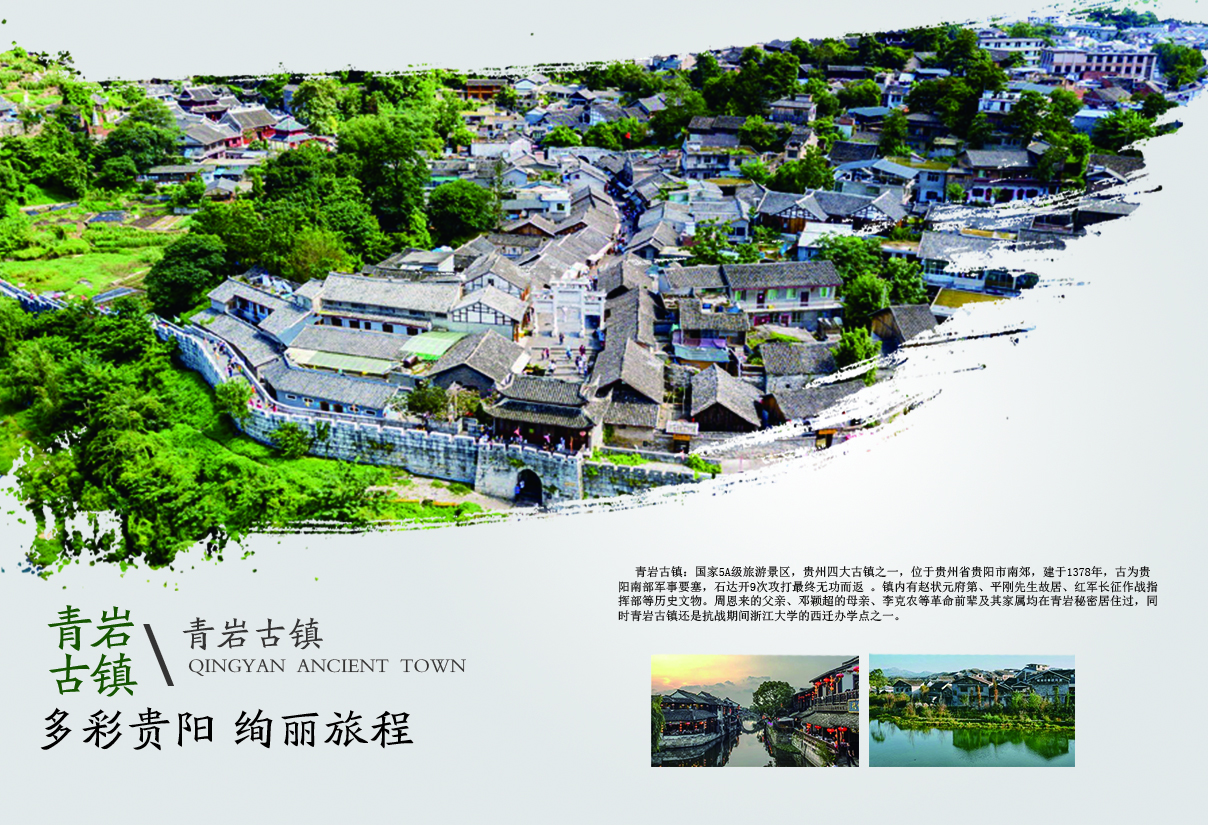 青岩
古镇
青岩古镇
QINGYAN ANCIENT TOWN
多彩贵阳 绚丽旅程
青岩古镇；国家5A级旅游景区，贵州四大古镇之一，位于贵州省贵阳市南郊，建于1378年，古为贵
阳南部军事要塞，石达开9次攻打最终无功而返 。镇内有赵状元府第、平刚先生故居、红军长征作战指
挥部等历史文物。周恩来的父亲、邓颖超的母亲、李克农等革命前辈及其家属均在青岩秘密居住过，同
时青岩古镇还是抗战期间浙江大学的西迁办学点之一。